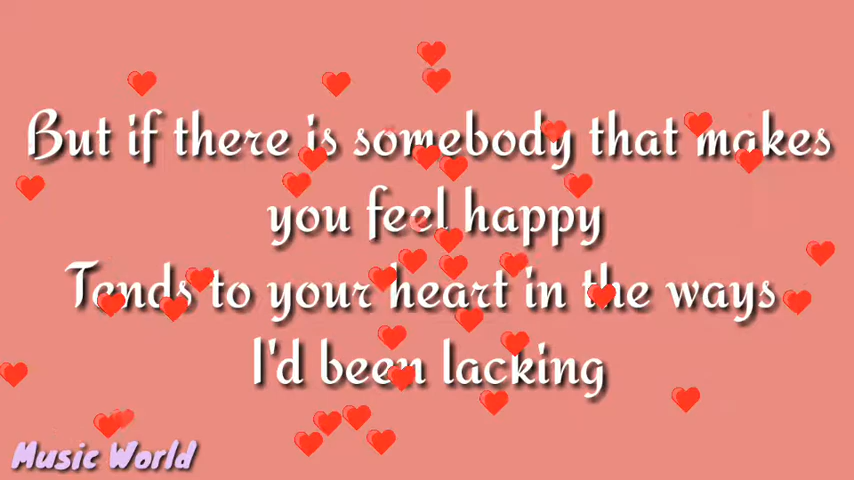 But if there is somebody that makes
you feel happy
Tends to your heart in the ways
I'd been lacking
Music World